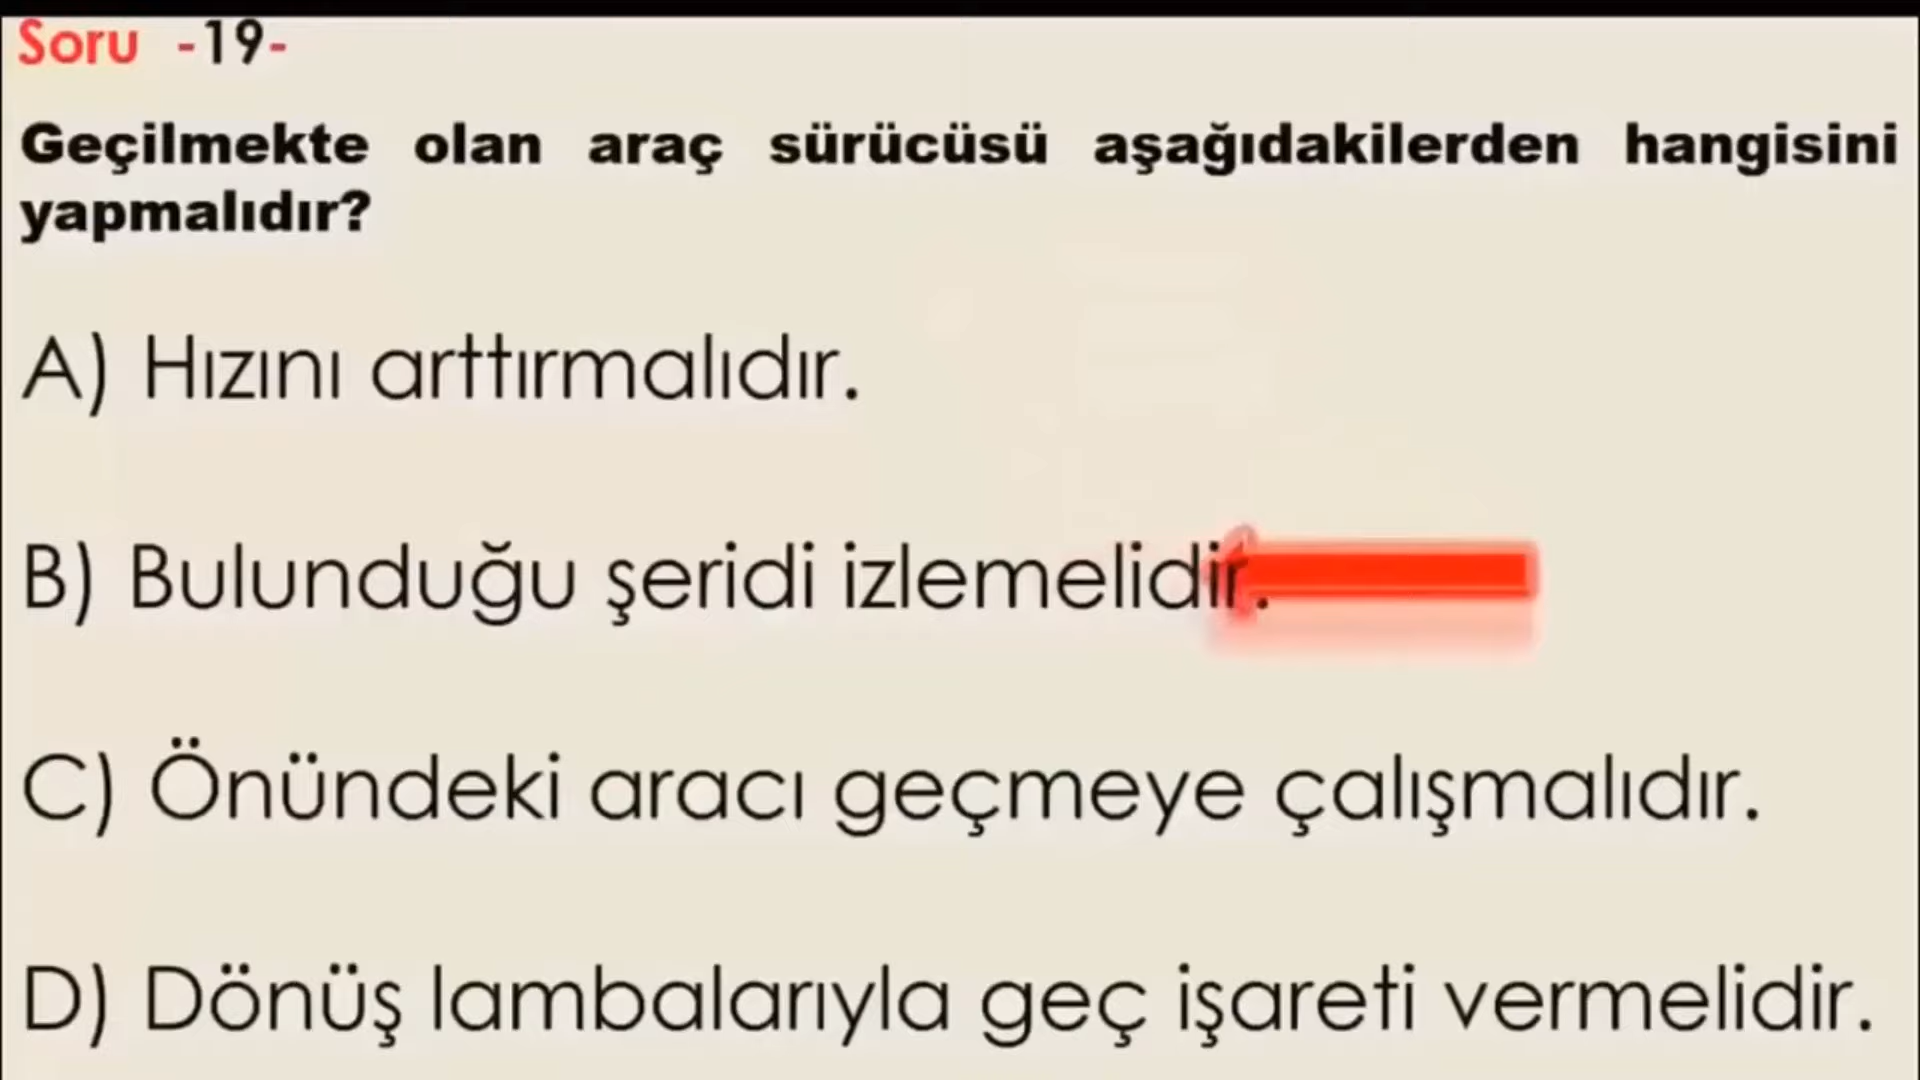 Soru -19-
Geçilmekte olan araç sürücüsü aşağıdakilerden hangisini
yapmalıdır?
A) Hızını arttırmalıdır.
B) Bulunduğu şeridi izlemelidir.
C) Önündeki aracı geçmeye çalışmalıdır.
D) Dönüş lambalarıyla geç işareti vermelidir.